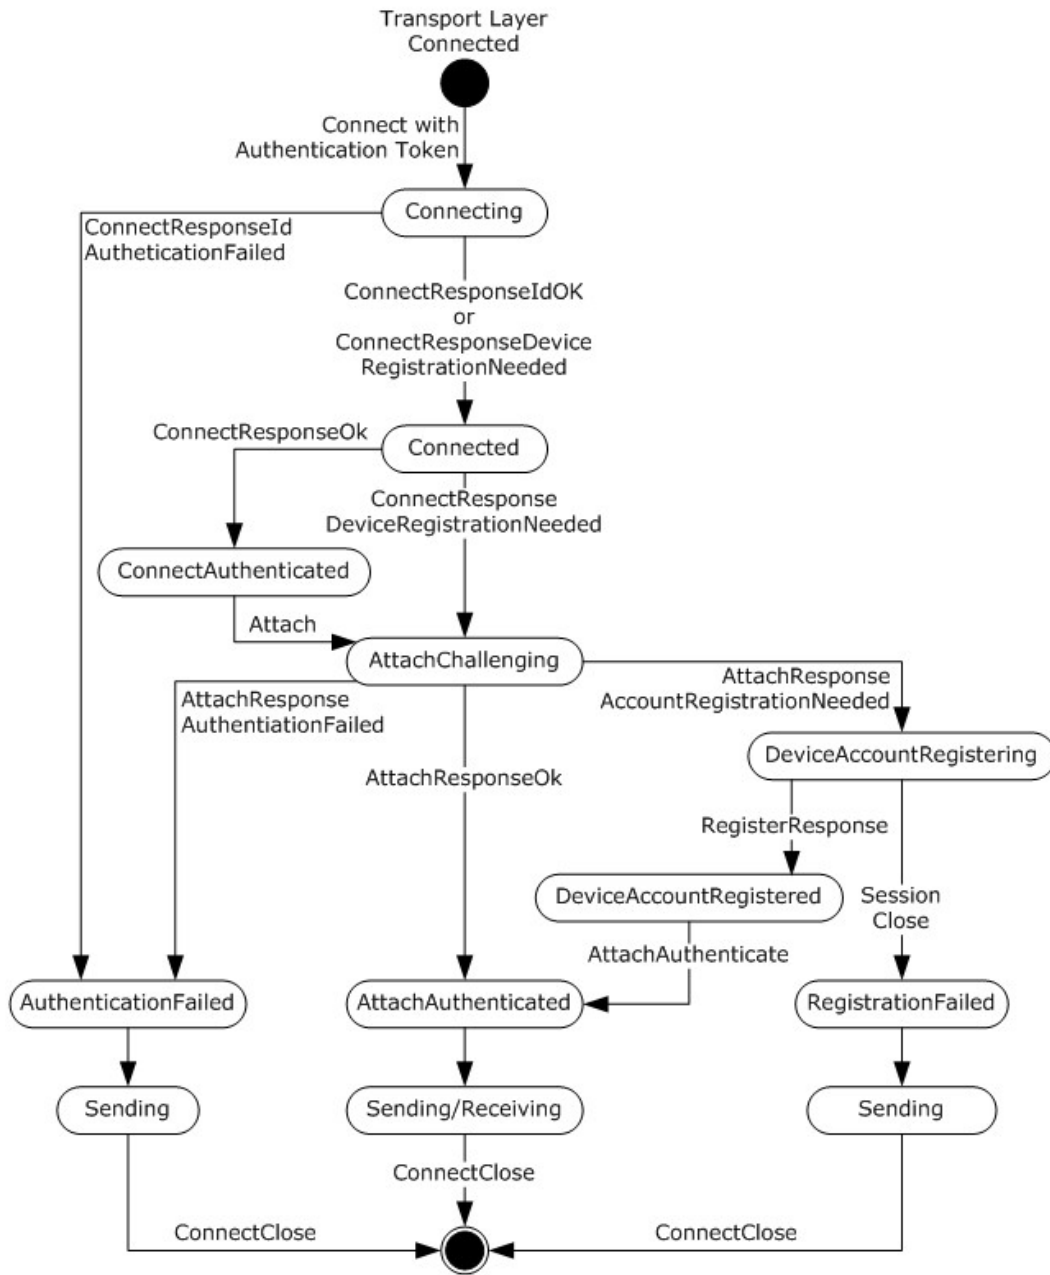 Transport Layer
Connected
Connect with
Authentication Token
Connecting
ConnectResponseId
AutheticationFailed
ConnectResponseIdOK
or
ConnectResponseDevice
RegistrationNeeded
ConnectResponseOk
Connected
ConnectResponse
DeviceRegistrationNeeded
ConnectAuthenticated
Attach
AttachChallenging
AttachResponse
AuthentiationFailed
AttachResponse
AccountRegistrationNeeded
DeviceAccountRegistering
AttachResponseOk
RegisterResponse
DeviceAccountRegistered
Session
Close
AttachAuthenticate
AuthenticationFailed
AttachAuthenticated
RegistrationFailed
Sending
Sending/Receiving
Sending
ConnectClose
ConnectClose
ConnectClose